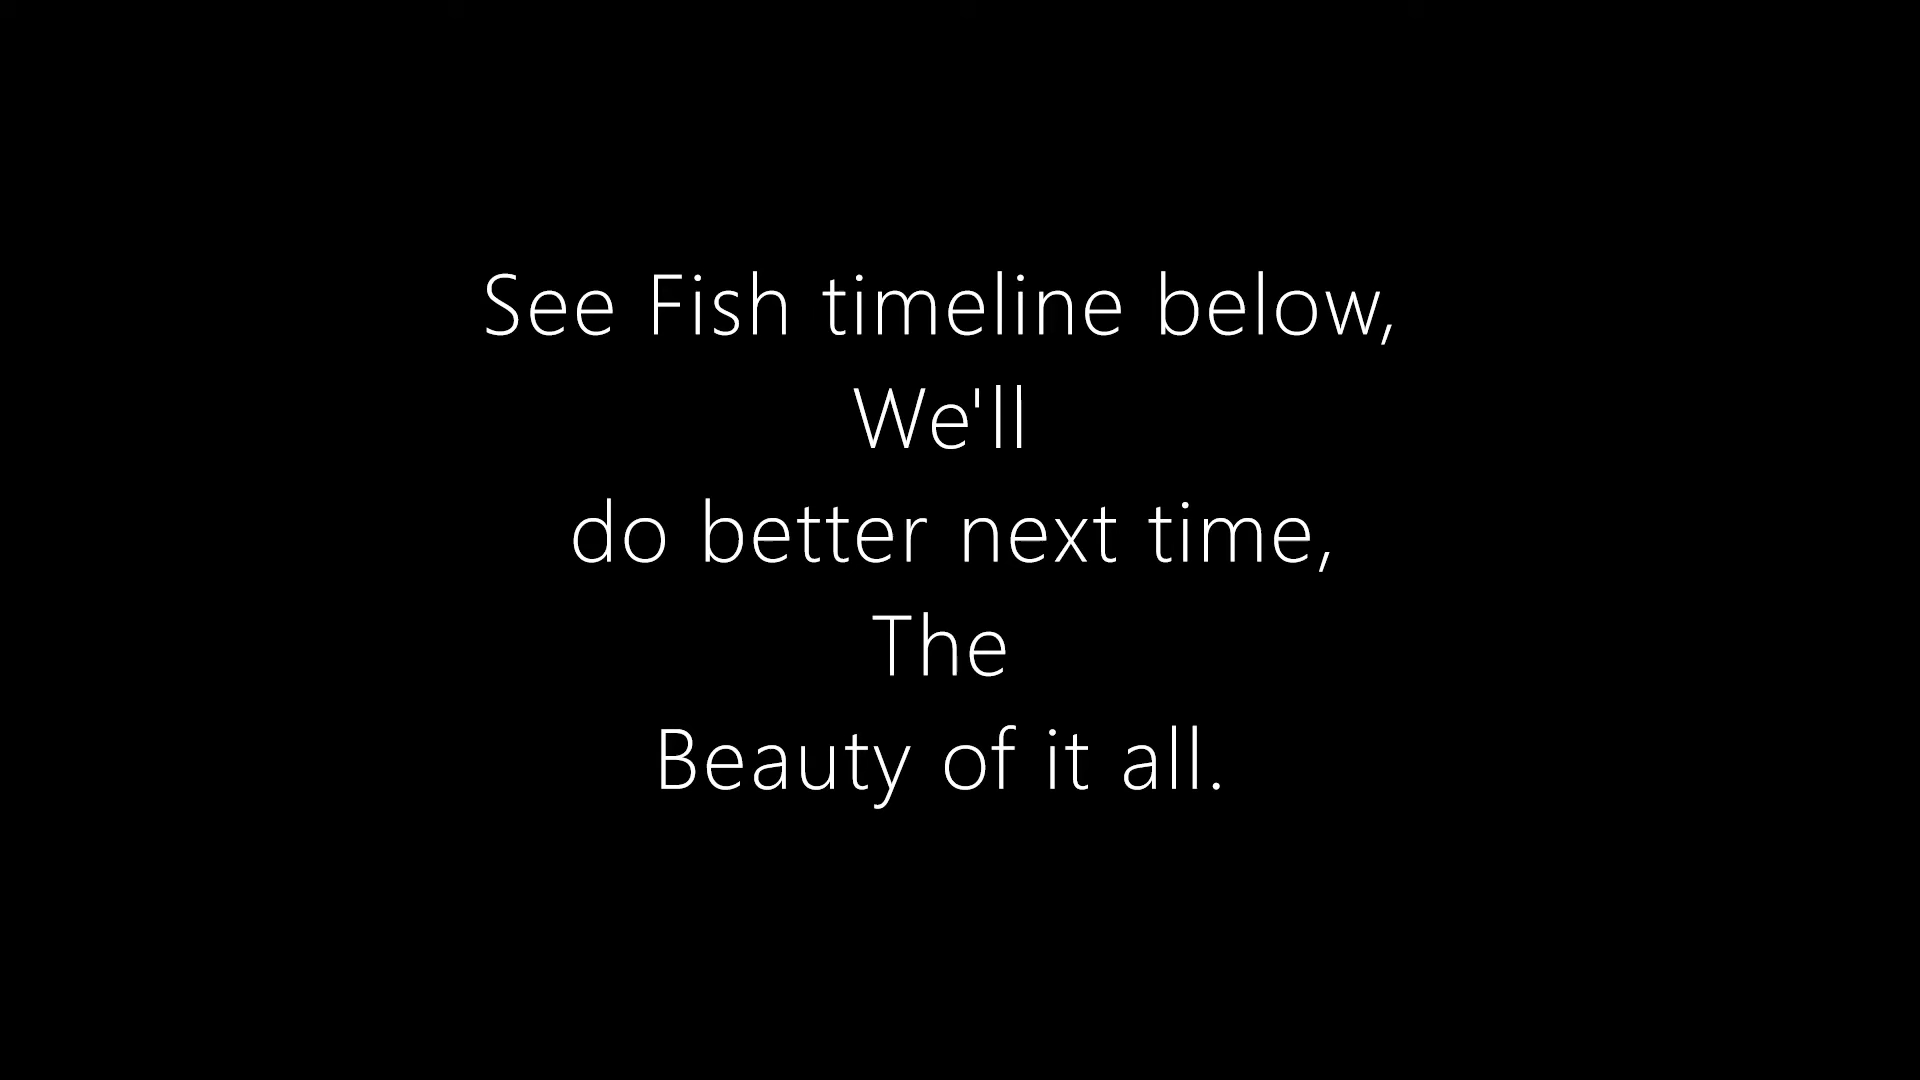 See Fish timeline below,
We'll
do better next time,
The
Beauty of it all.